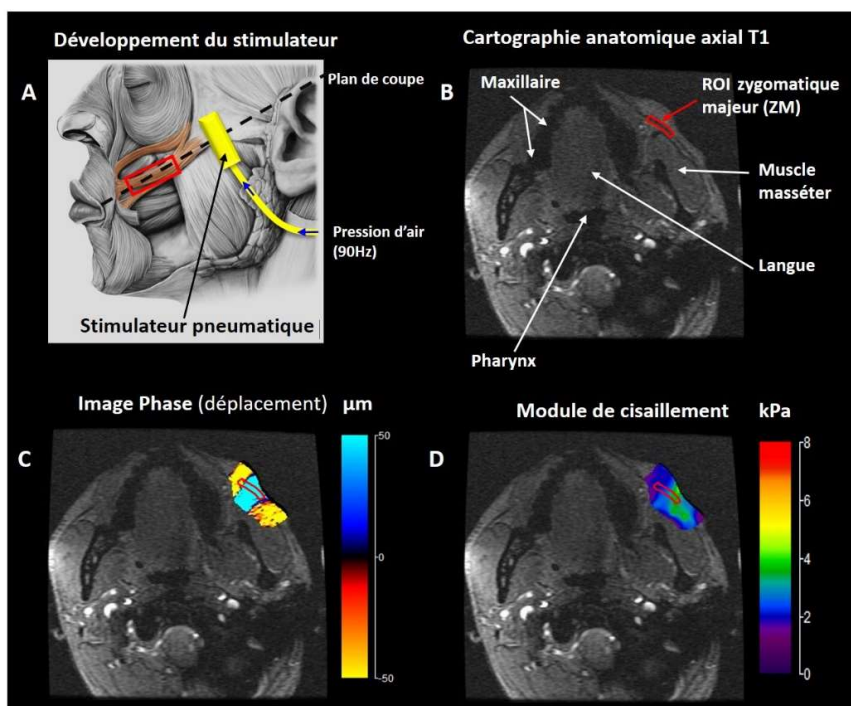 Développement du stimulateur
A
Plan de coupe
Pression d'air
(90Hz)
Stimulateur pneumatique
Cartographie anatomique axial T1
B
Maxillaire
ROI zygomatique
majeur (ZM)
Muscle
masséter
Langue
Pharynx
Image Phase (déplacement) µm
C
50
0
-50
Module de cisaillement kPa
D
8
6
4
2
0